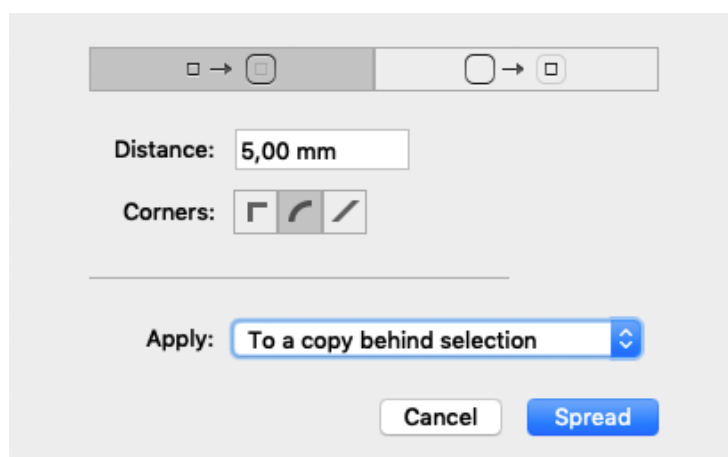 Distance: 5,00 mm
Corners:
Apply: To a copy behind selection
Cancel Spread